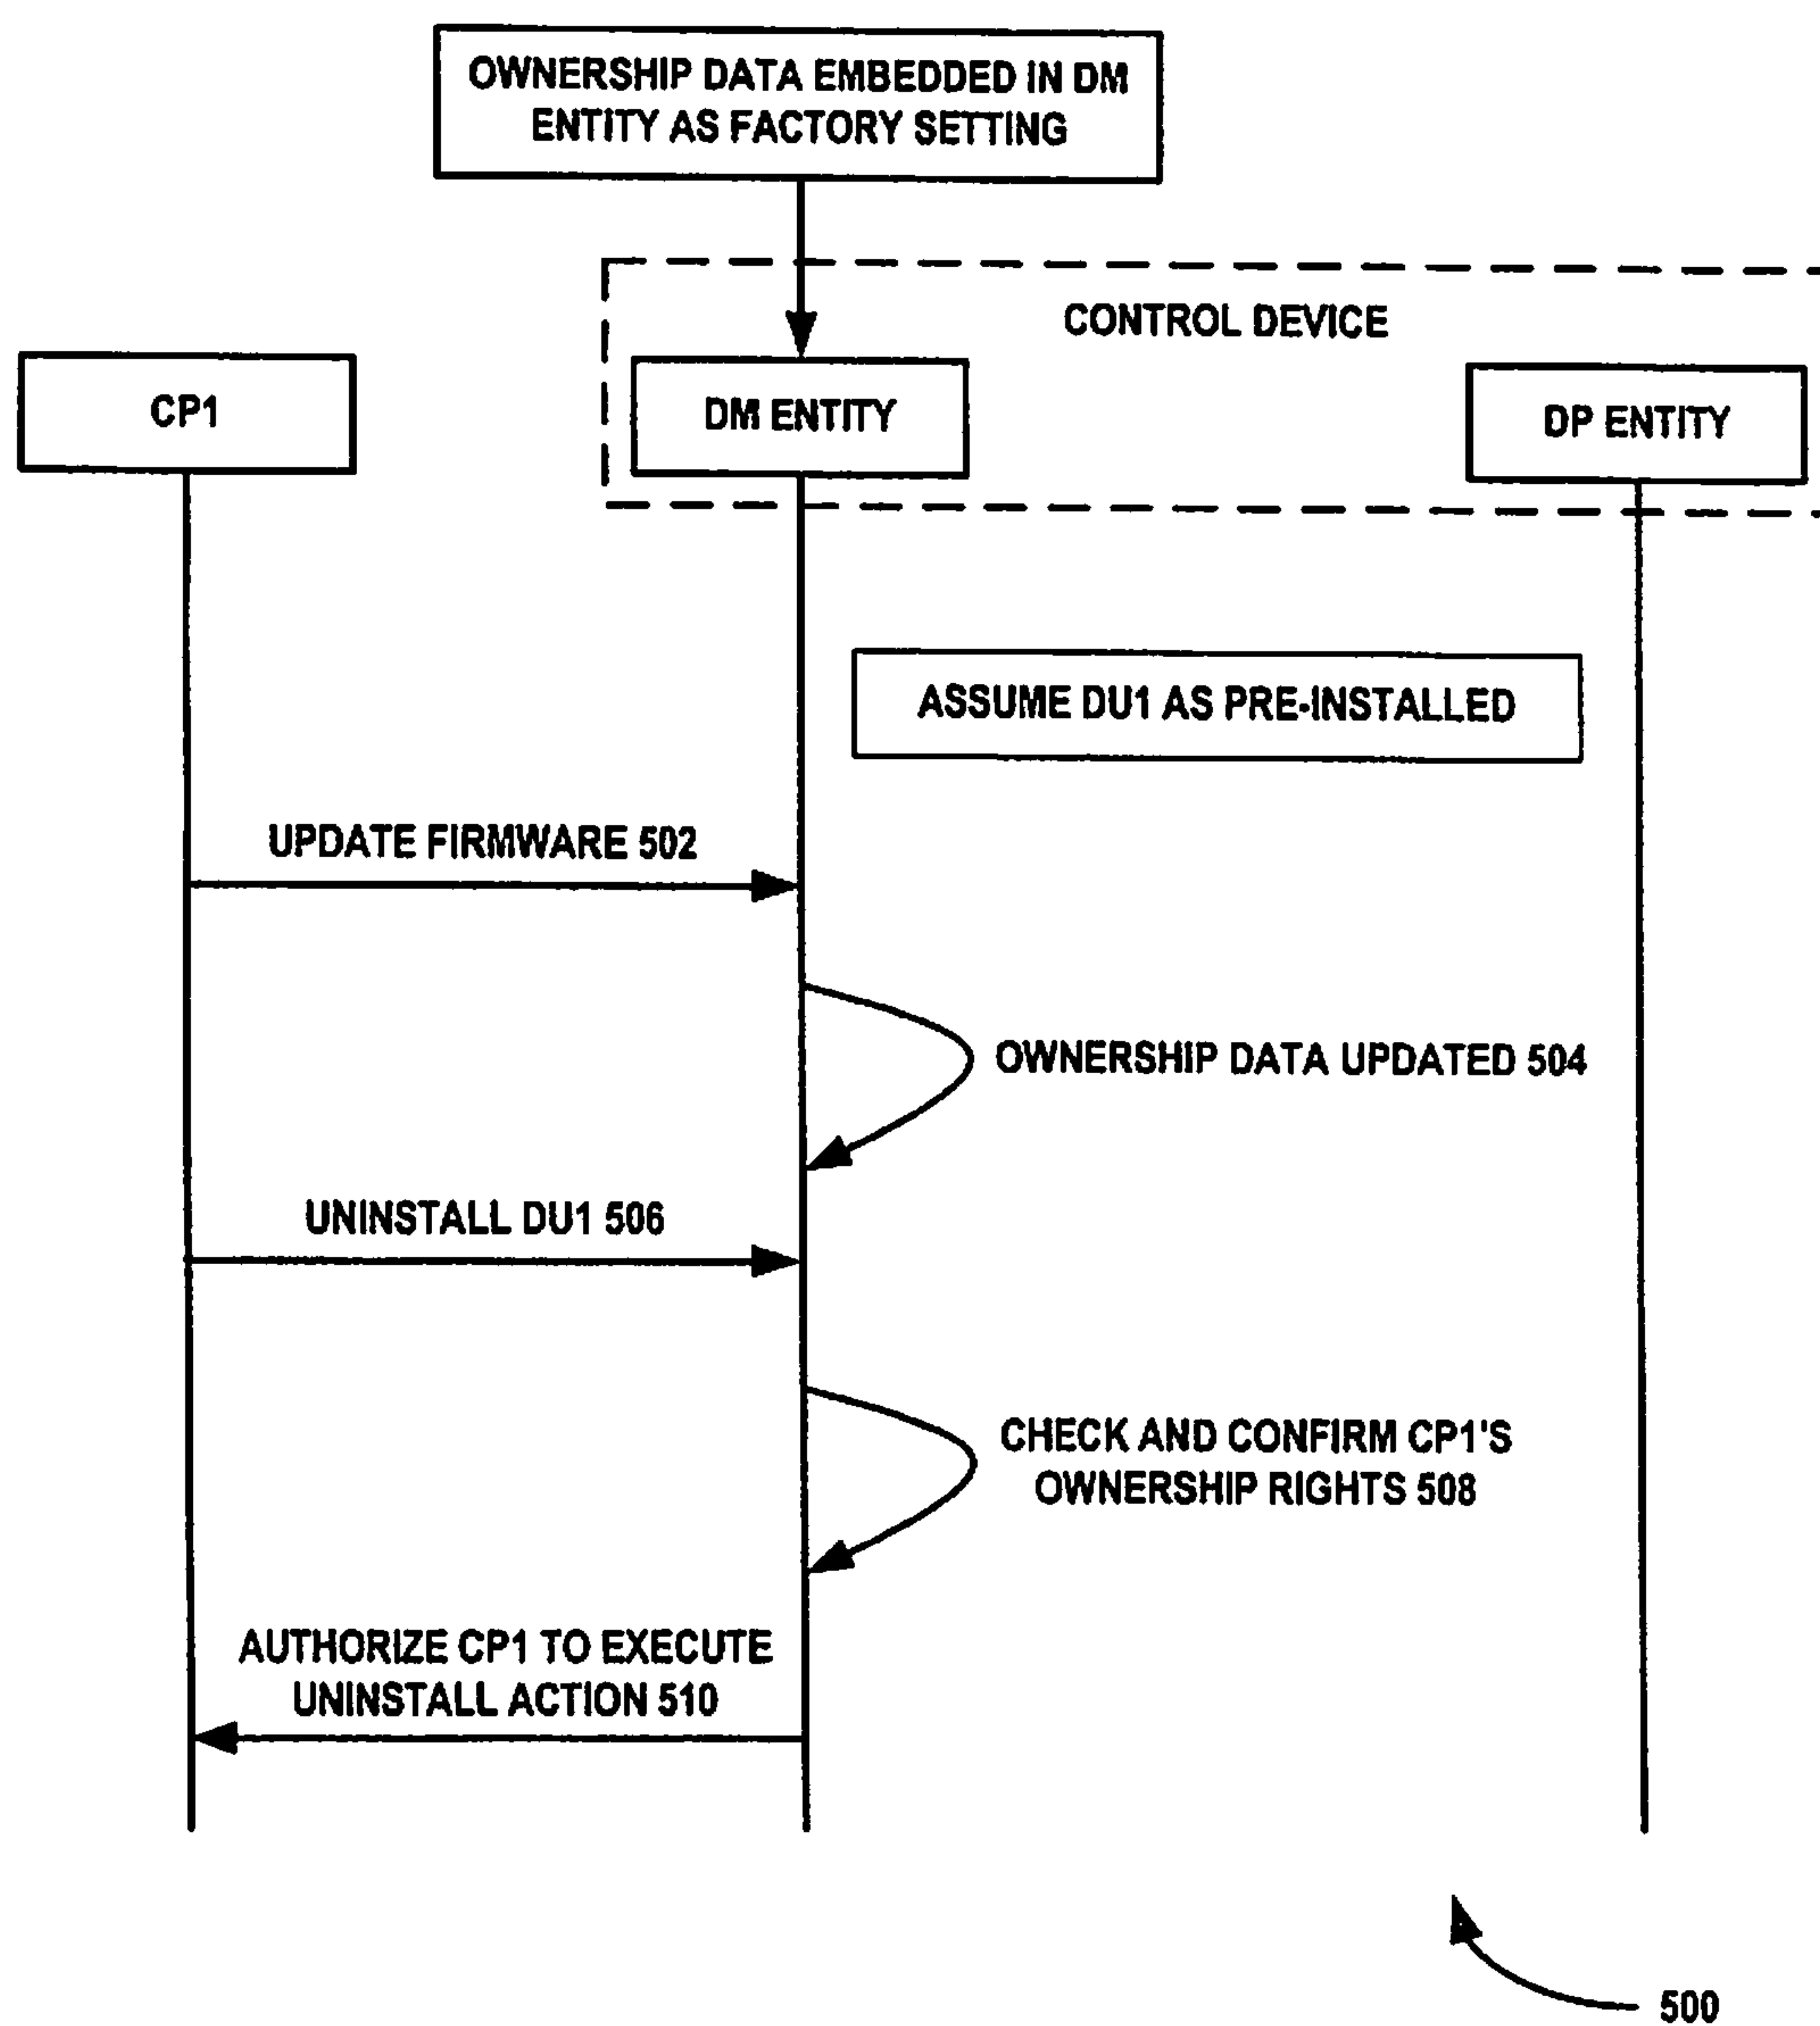 OWNERSHIP DATA EMBEDDED IN DM
ENTITY AS FACTORY SETTING
CONTROL DEVICE
CP1
DM ENTITY
DP ENTITY
ASSUME DU1 AS PRE-INSTALLED
UPDATE FIRMWARE 502
OWNERSHIP DATA UPDATED 504
UNINSTALL DU1 506
CHECK AND CONFIRM CP1'S
OWNERSHIP RIGHTS 508
AUTHORIZE CP1 TO EXECUTE
UNINSTALL ACTION 510
500